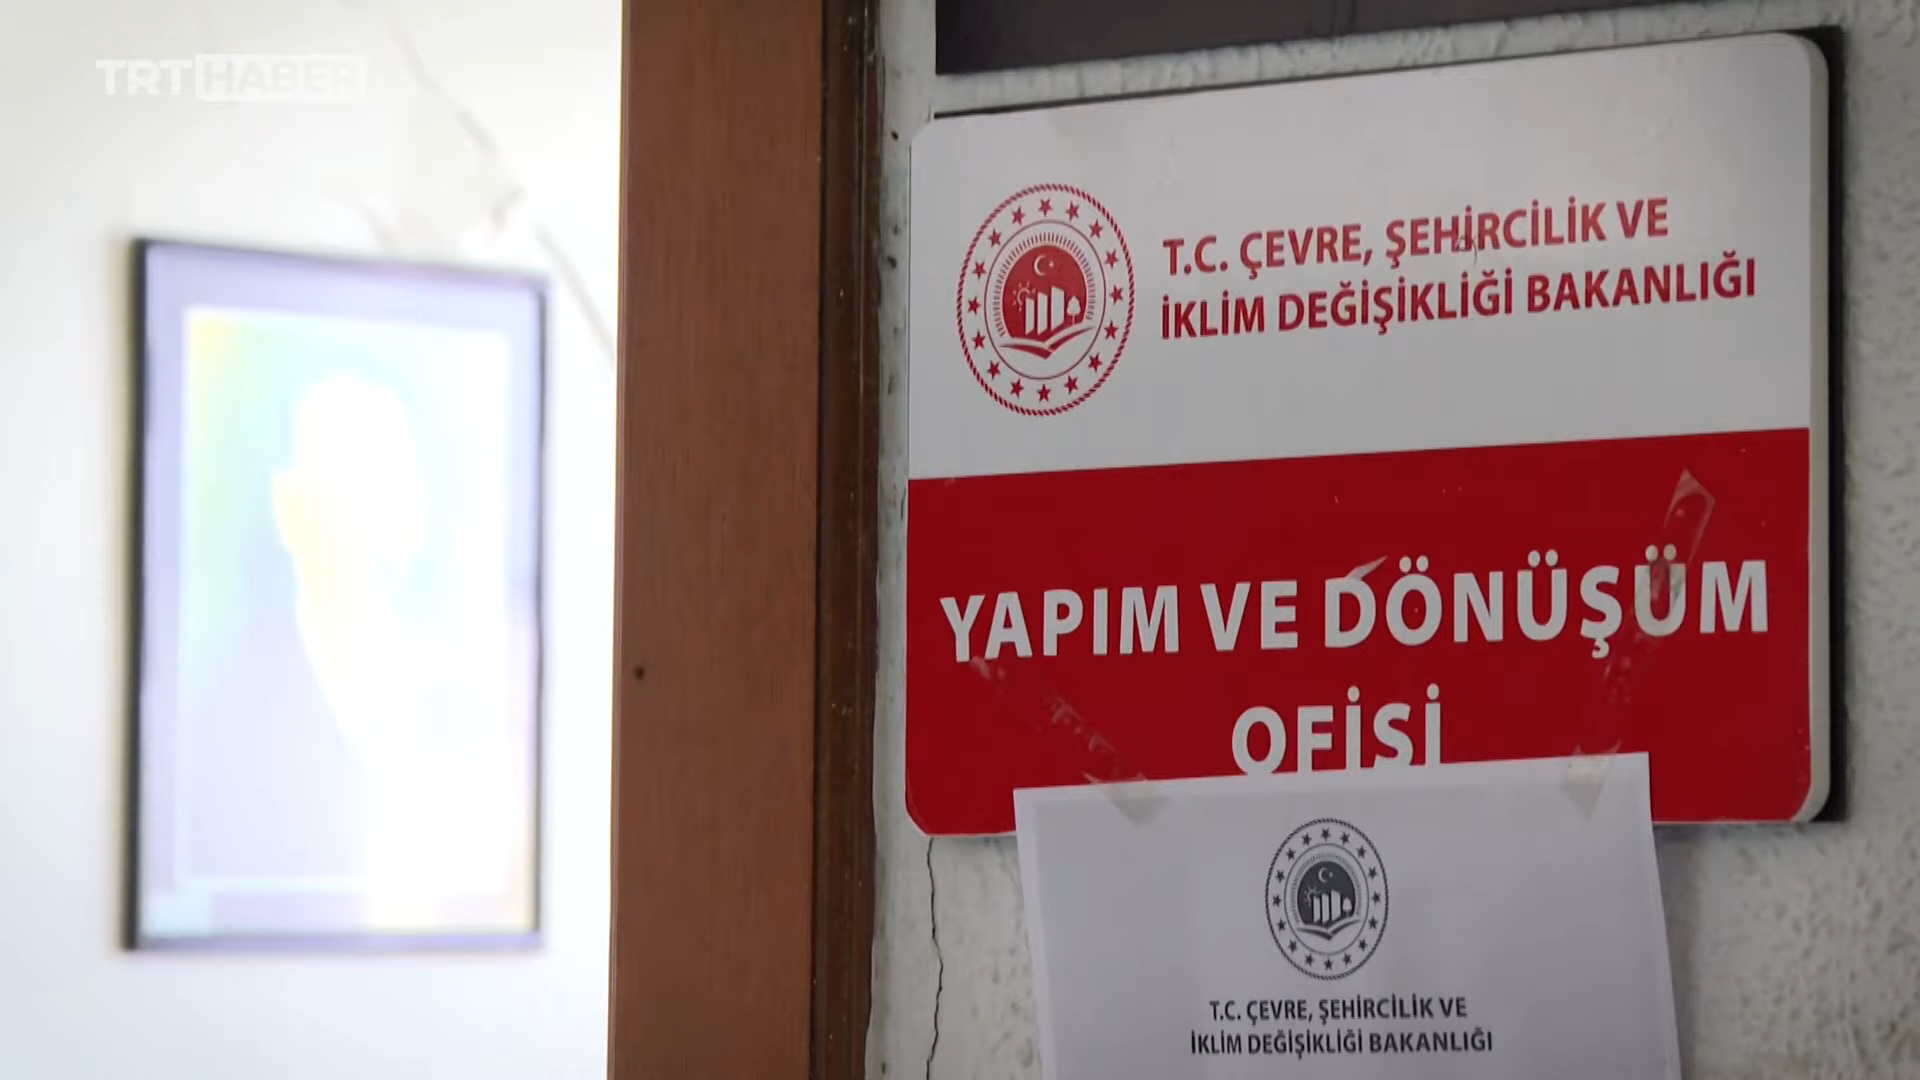 TRT HABER
T.C. ÇEVRE, ŞEHİRCİLİK VE
İKLİM DEĞİŞİKLİĞİ BAKANLIĞI
YAPIM VE DÖNÜŞÜM
OFİSİ
T.C. ÇEVRE, ŞEHİRCİLİK VE
İKLİM DEĞİŞİKLİĞİ BAKANLIĞI